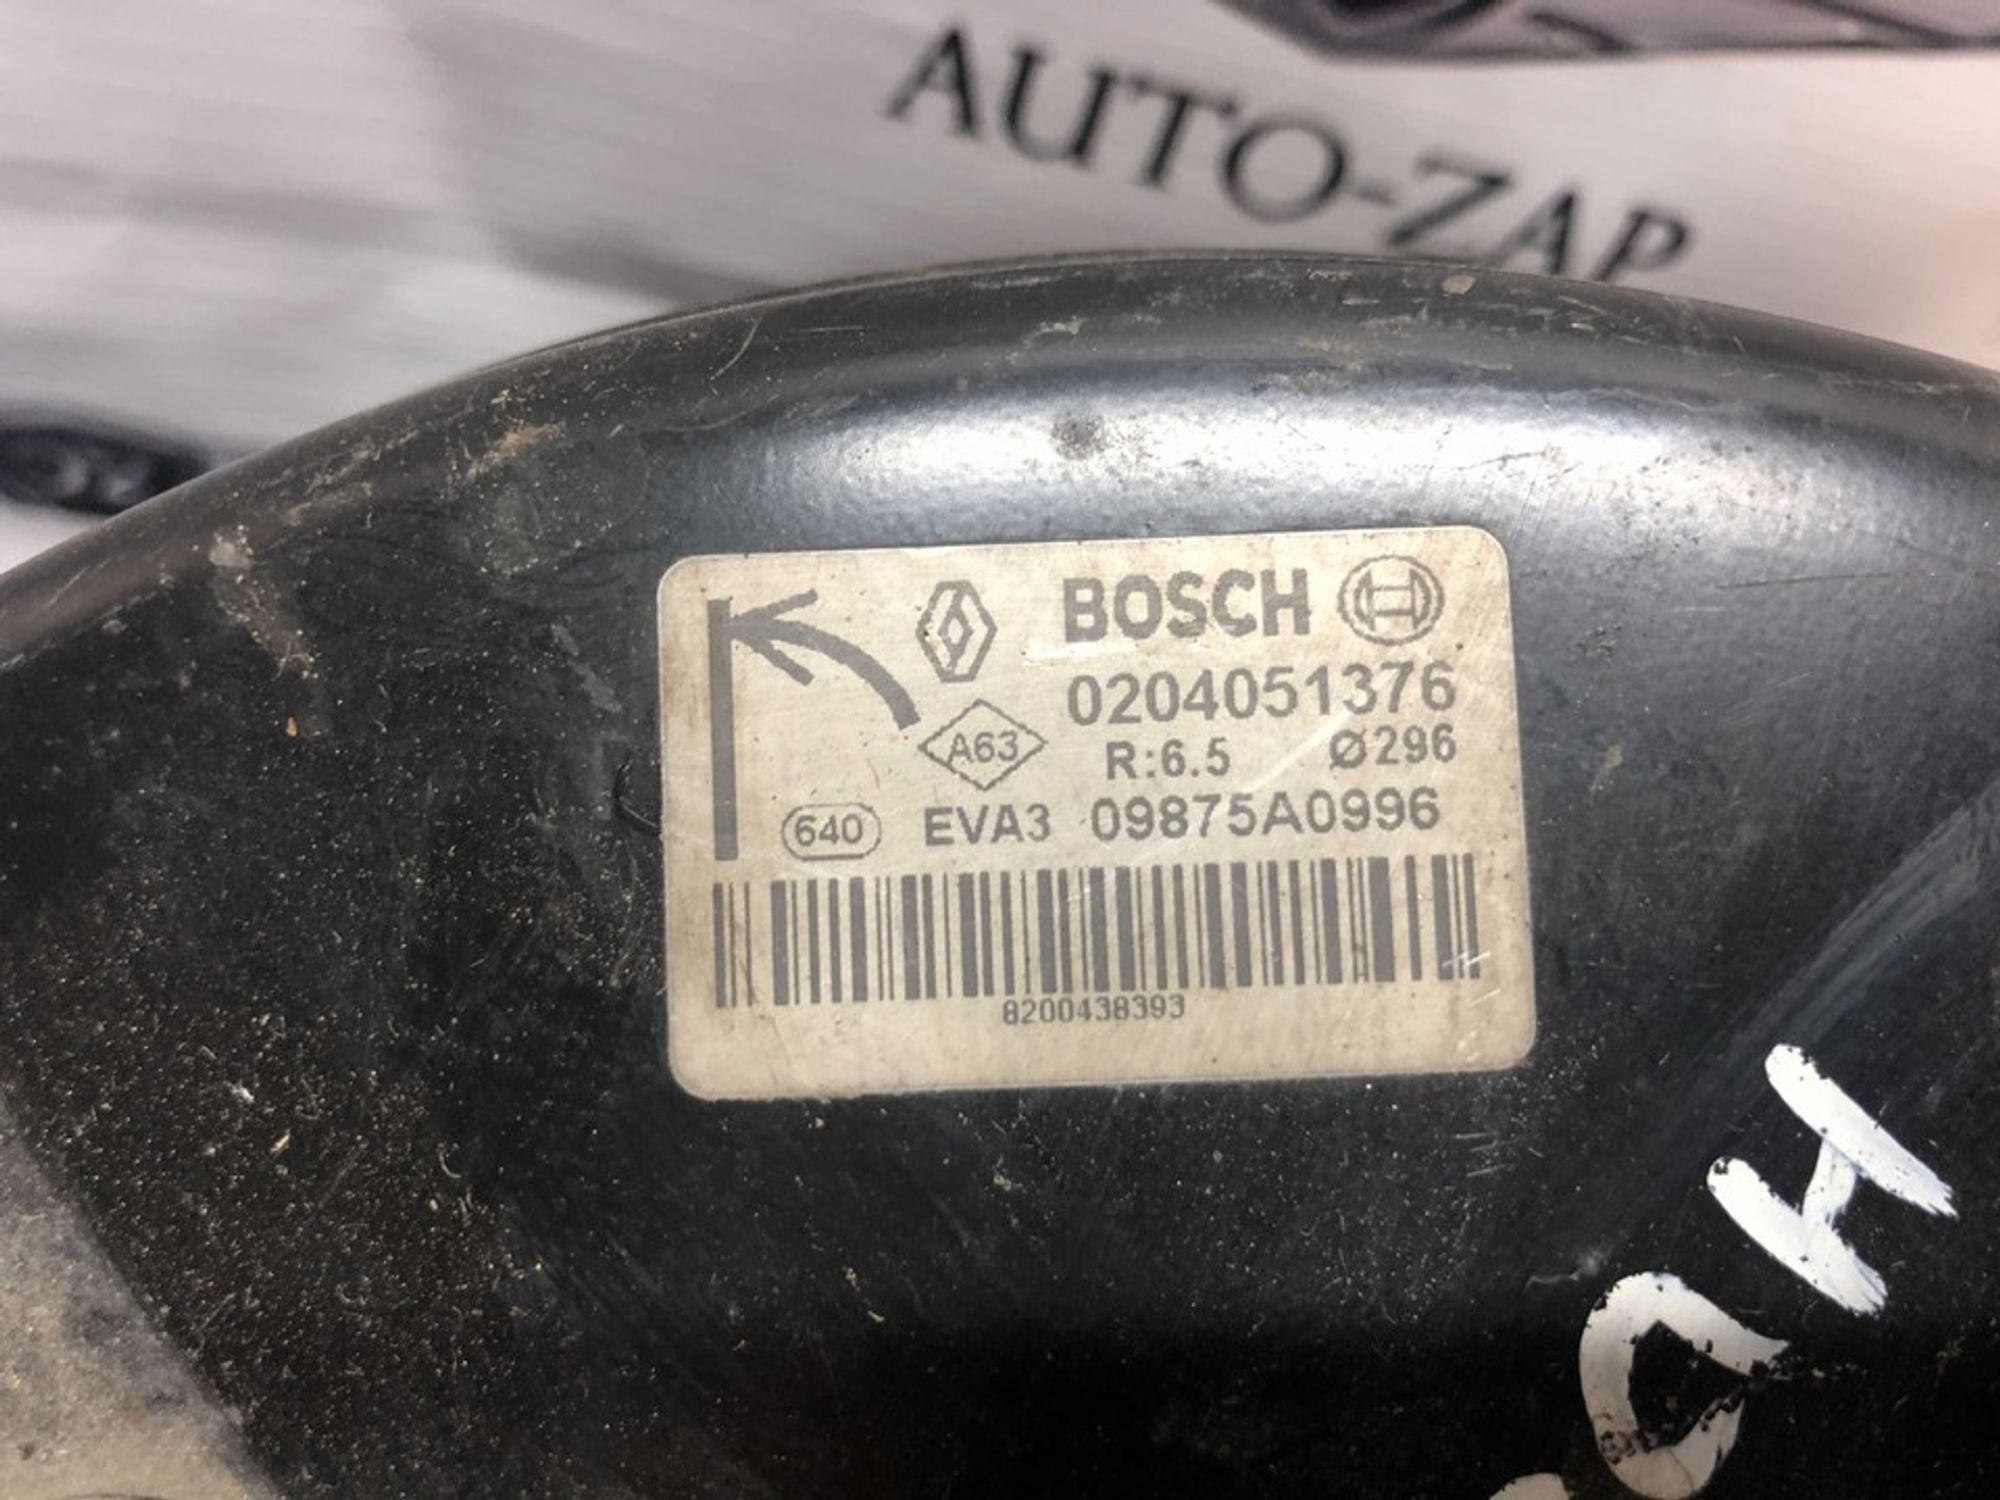 AUTO-ZAP
BOSCH
0204051376
A63
R:6.5 Ø296
640 EVA3 09875A0996
8200438393